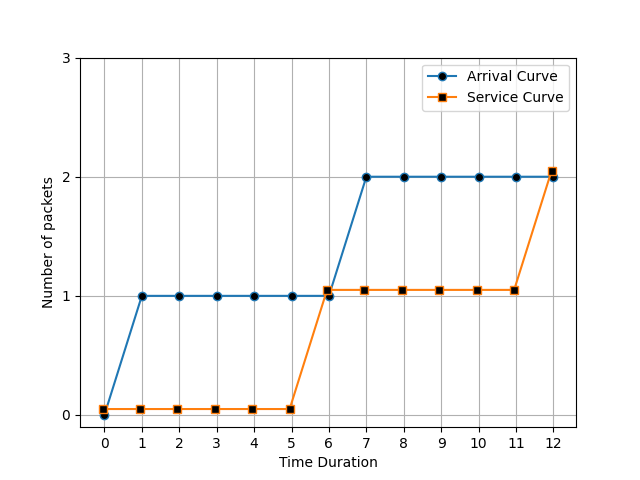 Arrival Curve
Service Curve
3
2
1
0
Number of packets
0 1 2 3 4 5 6 7 8 9 10 11 12
Time Duration